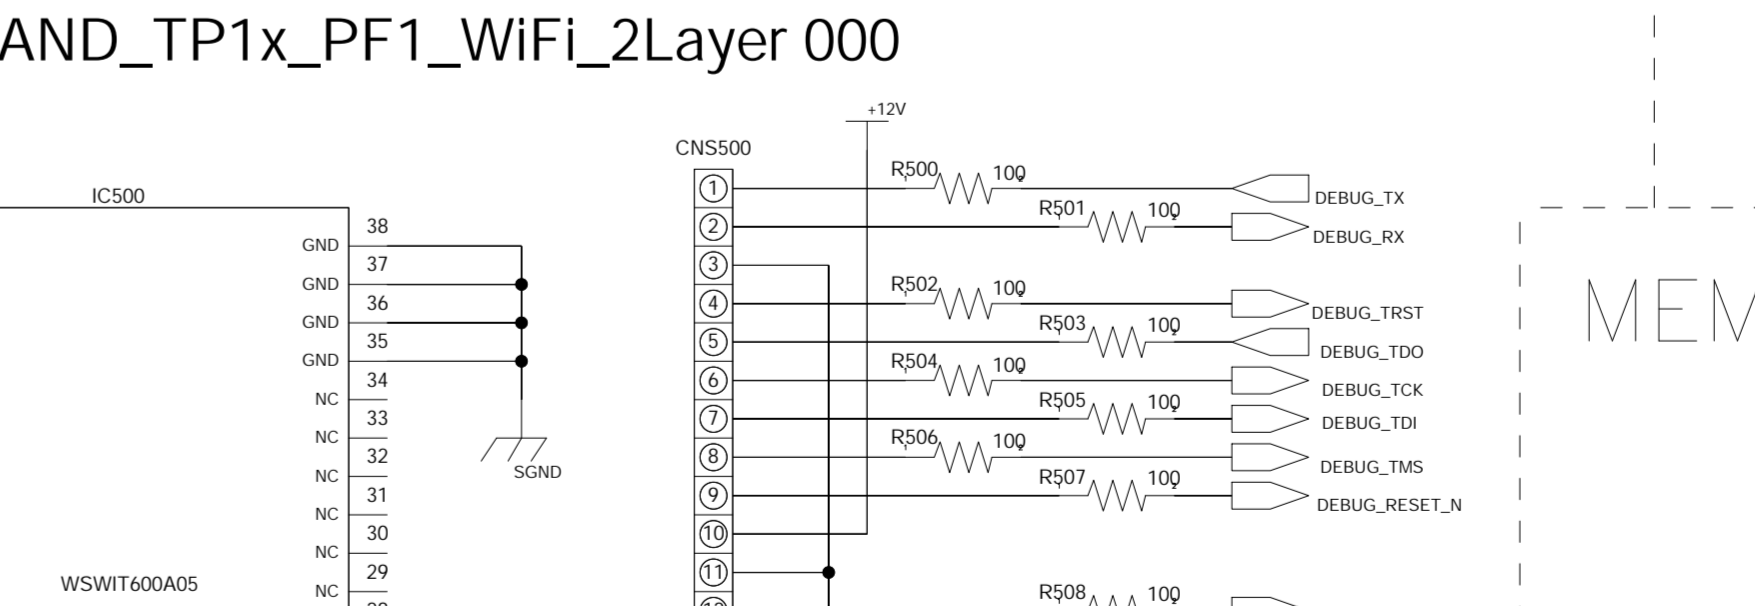 AND_TP1x_PF1_WiFi_2Layer 000
+12V
CNS500
IC500
WSWIT600A05
38
GND
37
GND
36
GND
35
GND
34
NC
33
NC
32
NC
31
NC
30
NC
29
NC
SGND
1
2
3
4
5
6
7
8
9
10
11
R500 100
DEBUG_TX
R501 100
DEBUG_RX
R502 100
DEBUG_TRST
R503 100
DEBUG_TDO
R504 100
DEBUG_TCK
R505 100
DEBUG_TDI
R506 100
DEBUG_TMS
R507 100
DEBUG_RESET_N
R508 100
MEM